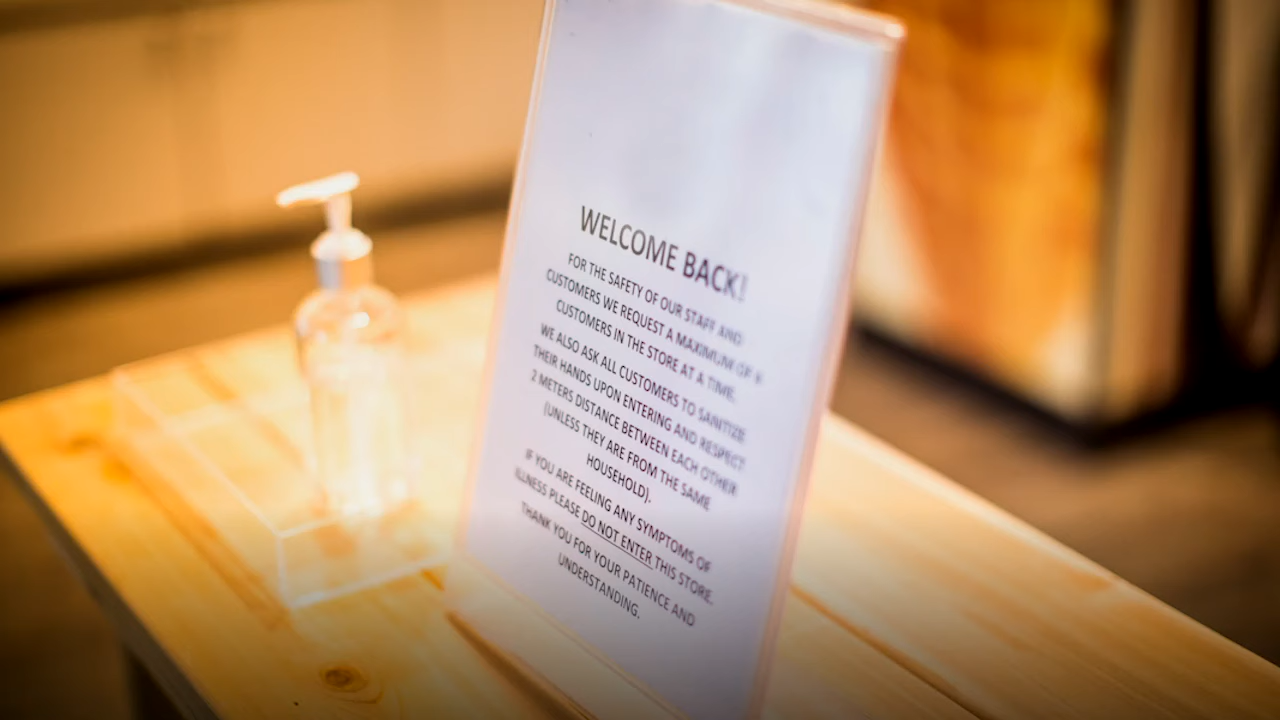 WELCOME BACK!
FOR THE SAFETY OF OUR STAFF AND
CUSTOMERS WE REQUEST A MAXIMUM OF
CUSTOMERS IN THE STORE AT A TIME.
WE ALSO ASK ALL CUSTOMERS TO SANITIZE
THEIR HANDS UPON ENTERING AND RESPECT
2 METERS DISTANCE BETWEEN EACH OTHER
(UNLESS THEY ARE FROM THE SAME
HOUSEHOLD).
IF YOU ARE FEELING ANY SYMPTOMS OF
ILLNESS PLEASE DO NOT ENTER THIS STORE.
THANK YOU FOR YOUR PATIENCE AND
UNDERSTANDING.